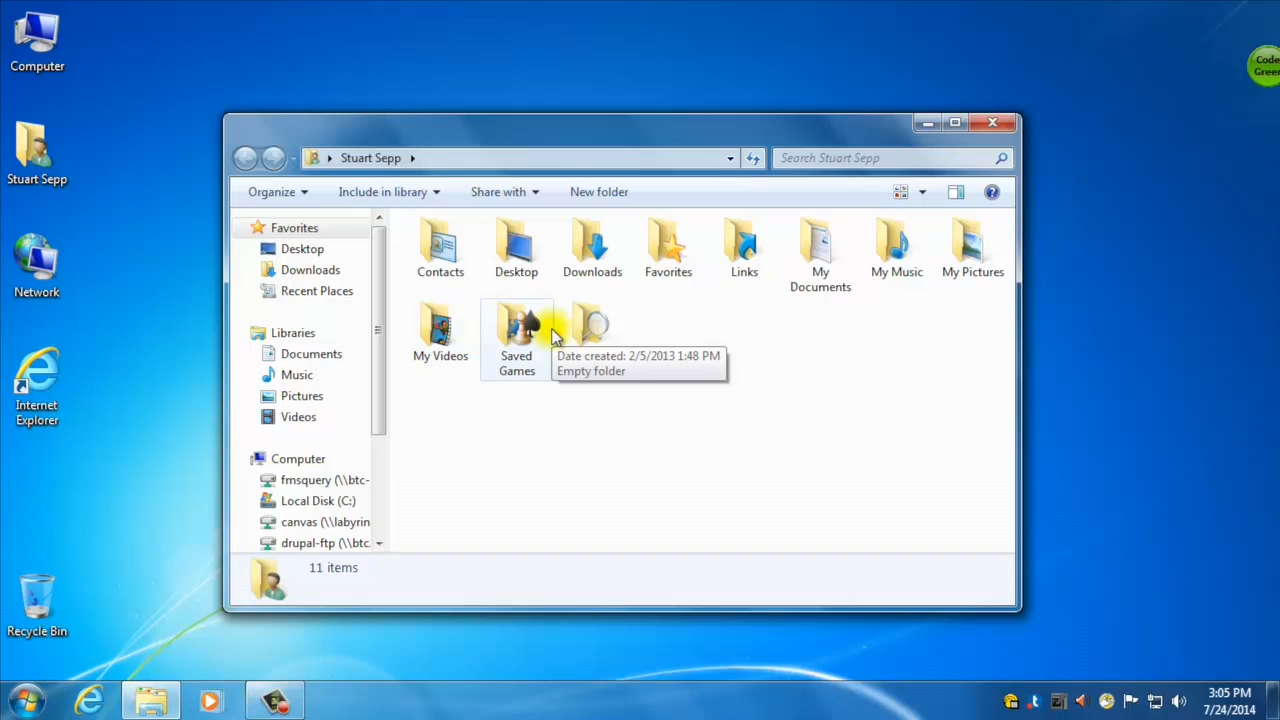 Computer
Stuart Sepp
Network
Internet
Explorer
Recycle Bin
Code
Green
Stuart Sepp
Search Stuart Sepp
Organize
Include in library
Share with
New folder
Favorites
Desktop
Downloads
Recent Places
Libraries
Documents
Music
Pictures
Videos
Computer
fmsquery (\\btc-
Local Disk (C:)
canvas (\\labyrin
drupal-ftp (\\btc.
Contacts
Desktop
Downloads
Favorites
Links
My
Documents
My Music
My Pictures
My Videos
Saved
Games
Date created: 2/5/2013 1:48 PM
Empty folder
11 items
3:05 PM
7/24/2014